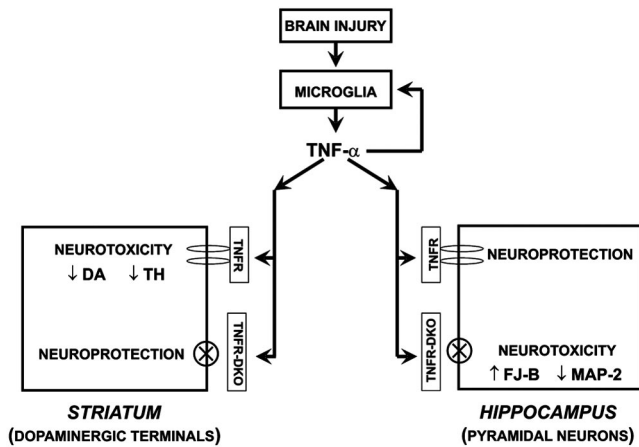 BRAIN INJURY
MICROGLIA
TNF-α
NEUROTOXICITY
↓ DA ↓ TH
TNFR
NEUROPROTECTION
TNFR-DKO
STRIATUM
(DOPAMINERGIC TERMINALS)
TNFR
NEUROPROTECTION
TNFR-DKO
NEUROTOXICITY
↑ FJ-B ↓ MAP-2
HIPPOCAMPUS
(PYRAMIDAL NEURONS)